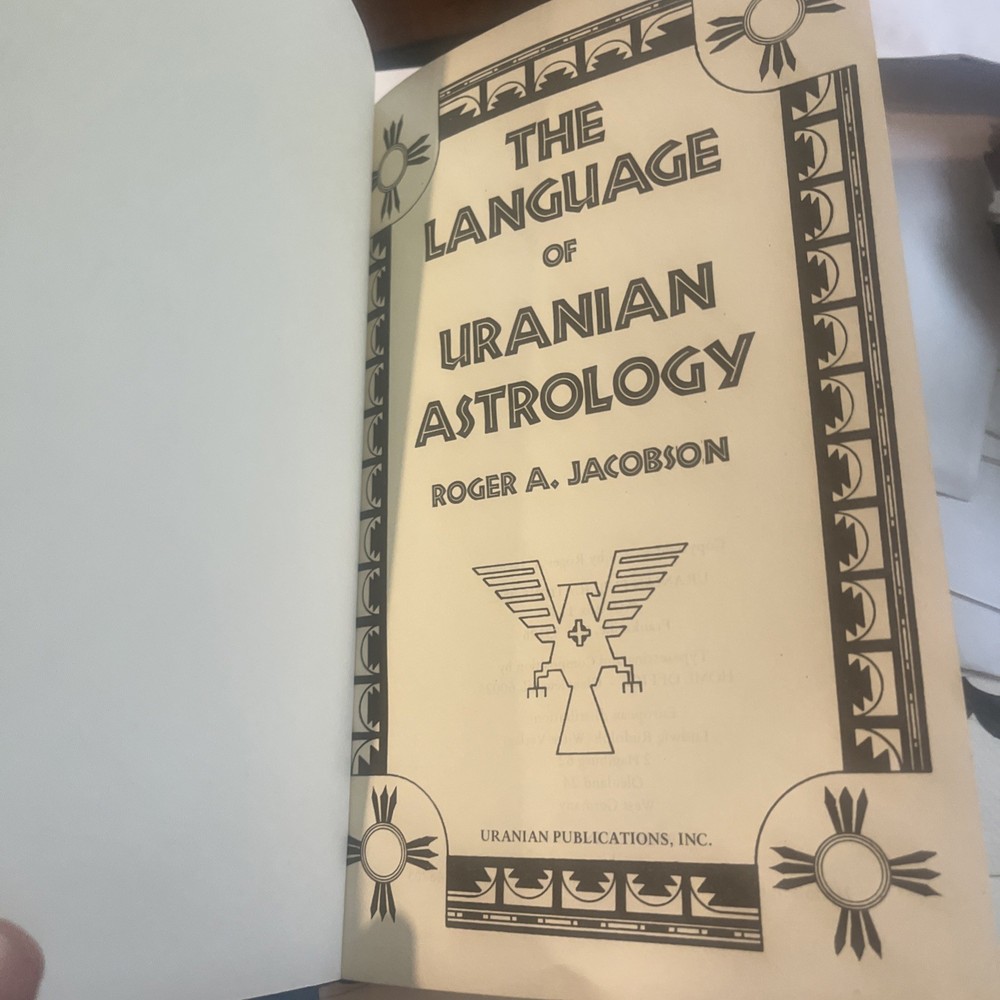 THE
LANGUAGE
OF
URANIAN
ASTROLOGY
ROGER A. JACOBSON
URANIAN PUBLICATIONS, INC.